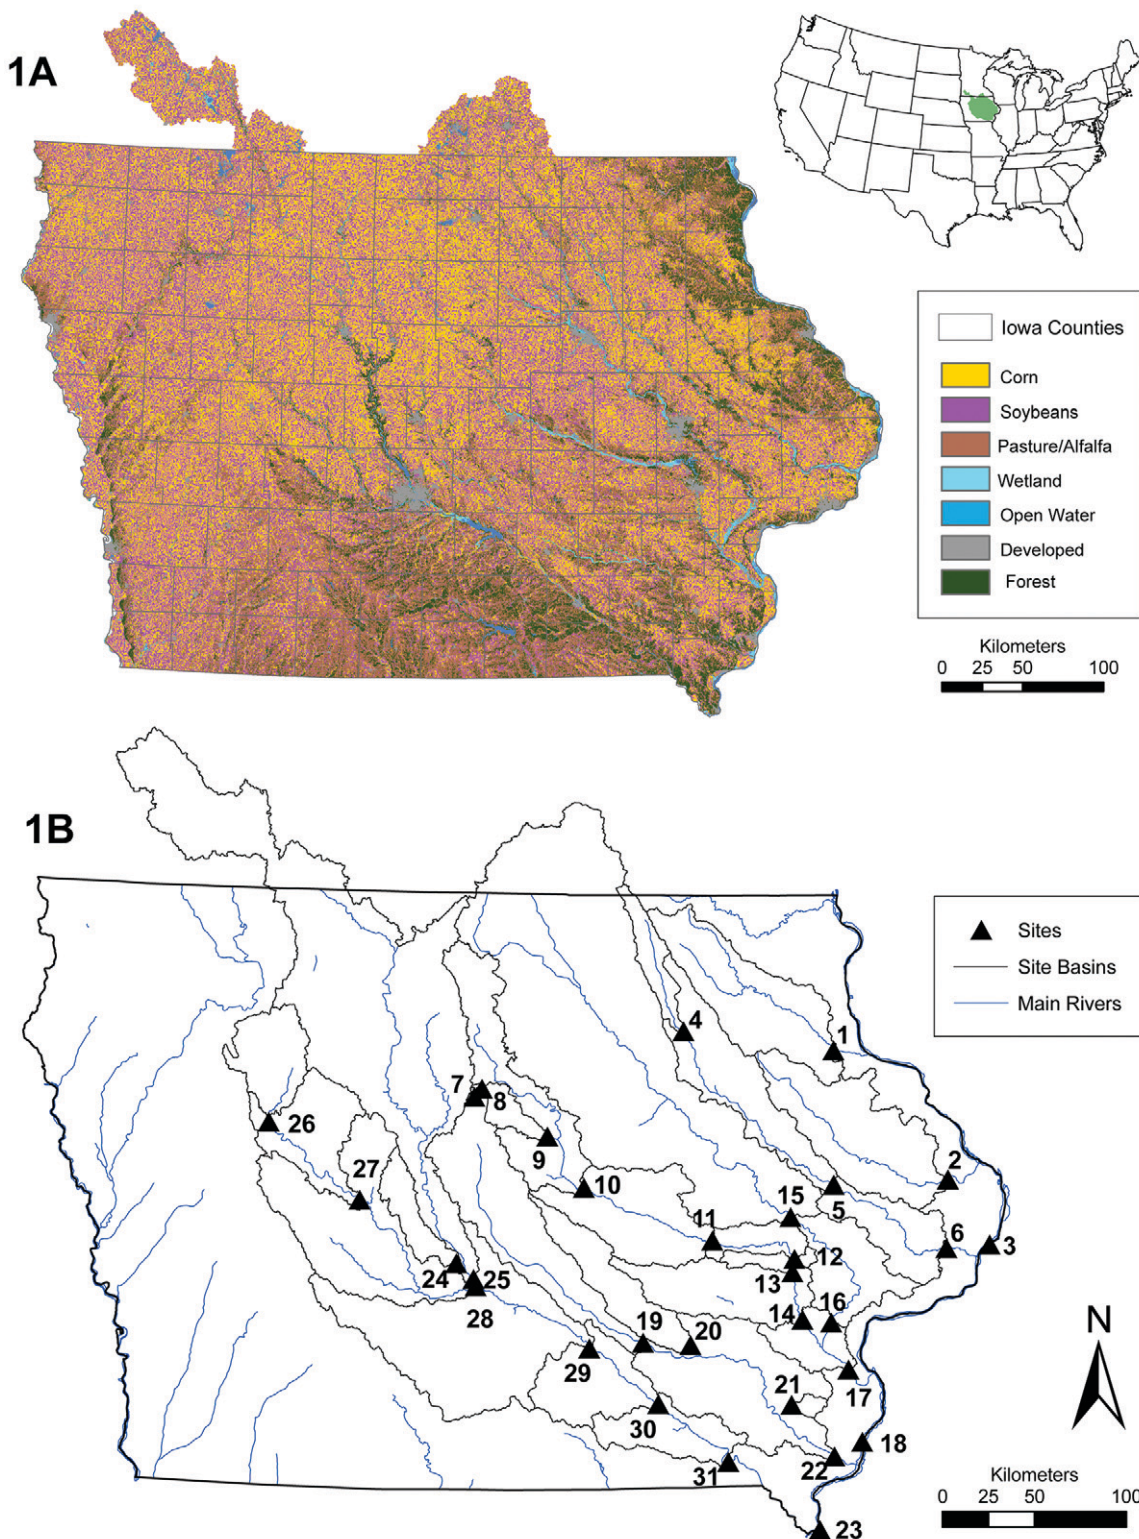 1A
Iowa Counties
Corn
Soybeans
Pasture/Alfalfa
Wetland
Open Water
Developed
Forest
Kilometers
0 25 50 100
1B
Sites
Site Basins
Main Rivers
4
1
7
8
26
9
2
27
10
5
15
11
6
3
12
24
25
13
28
14
16
19
20
29
17
21
30
18
31
22
23
N
Kilometers
0 25 50 100